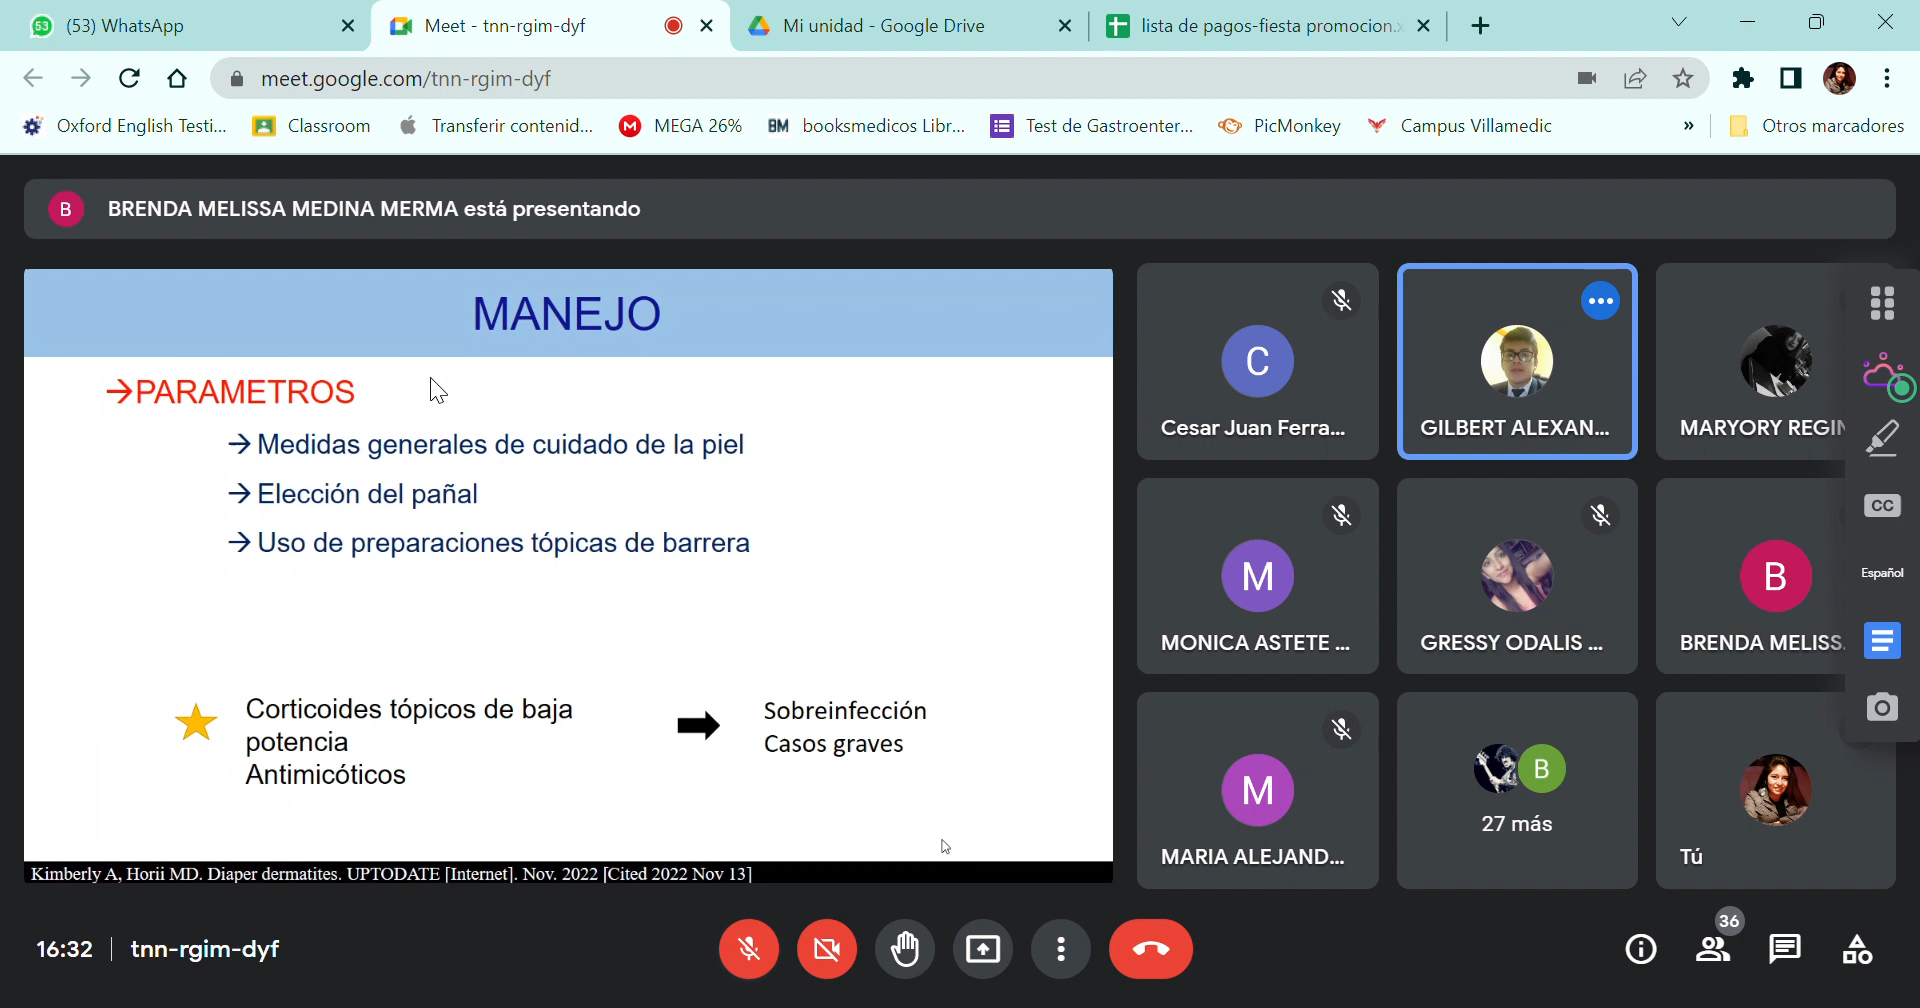 53
(53) WhatsApp
Meet - tnn-rgim-dyf
Mi unidad - Google Drive
lista de pagos-fiesta promocion.x
meet.google.com/tnn-rgim-dyf
Oxford English Testi...
Classroom
Transferir contenid...
M
MEGA 26%
BM
booksmedicos Libr...
Test de Gastroenter...
PicMonkey
Campus Villamedic
»
Otros marcadores
B
BRENDA MELISSA MEDINA MERMA está presentando
MANEJO
→PARAMETROS
→ Medidas generales de cuidado de la piel
→ Elección del pañal
→ Uso de preparaciones tópicas de barrera
Corticoides tópicos de baja
potencia
Antimicóticos
Sobreinfección
Casos graves
Kimberly A, Horii MD. Diaper dermatites. UPTODATE [Internet]. Nov. 2022 [Cited 2022 Nov 13]
C
Cesar Juan Ferra...
GILBERT ALEXAN...
MARYORY REGIN
M
MONICA ASTETE ...
GRESSY ODALIS ...
B
BRENDA MELISS.
M
MARIA ALEJAND...
B
27 más
Tú
CC
Español
16:32
tnn-rgim-dyf
36